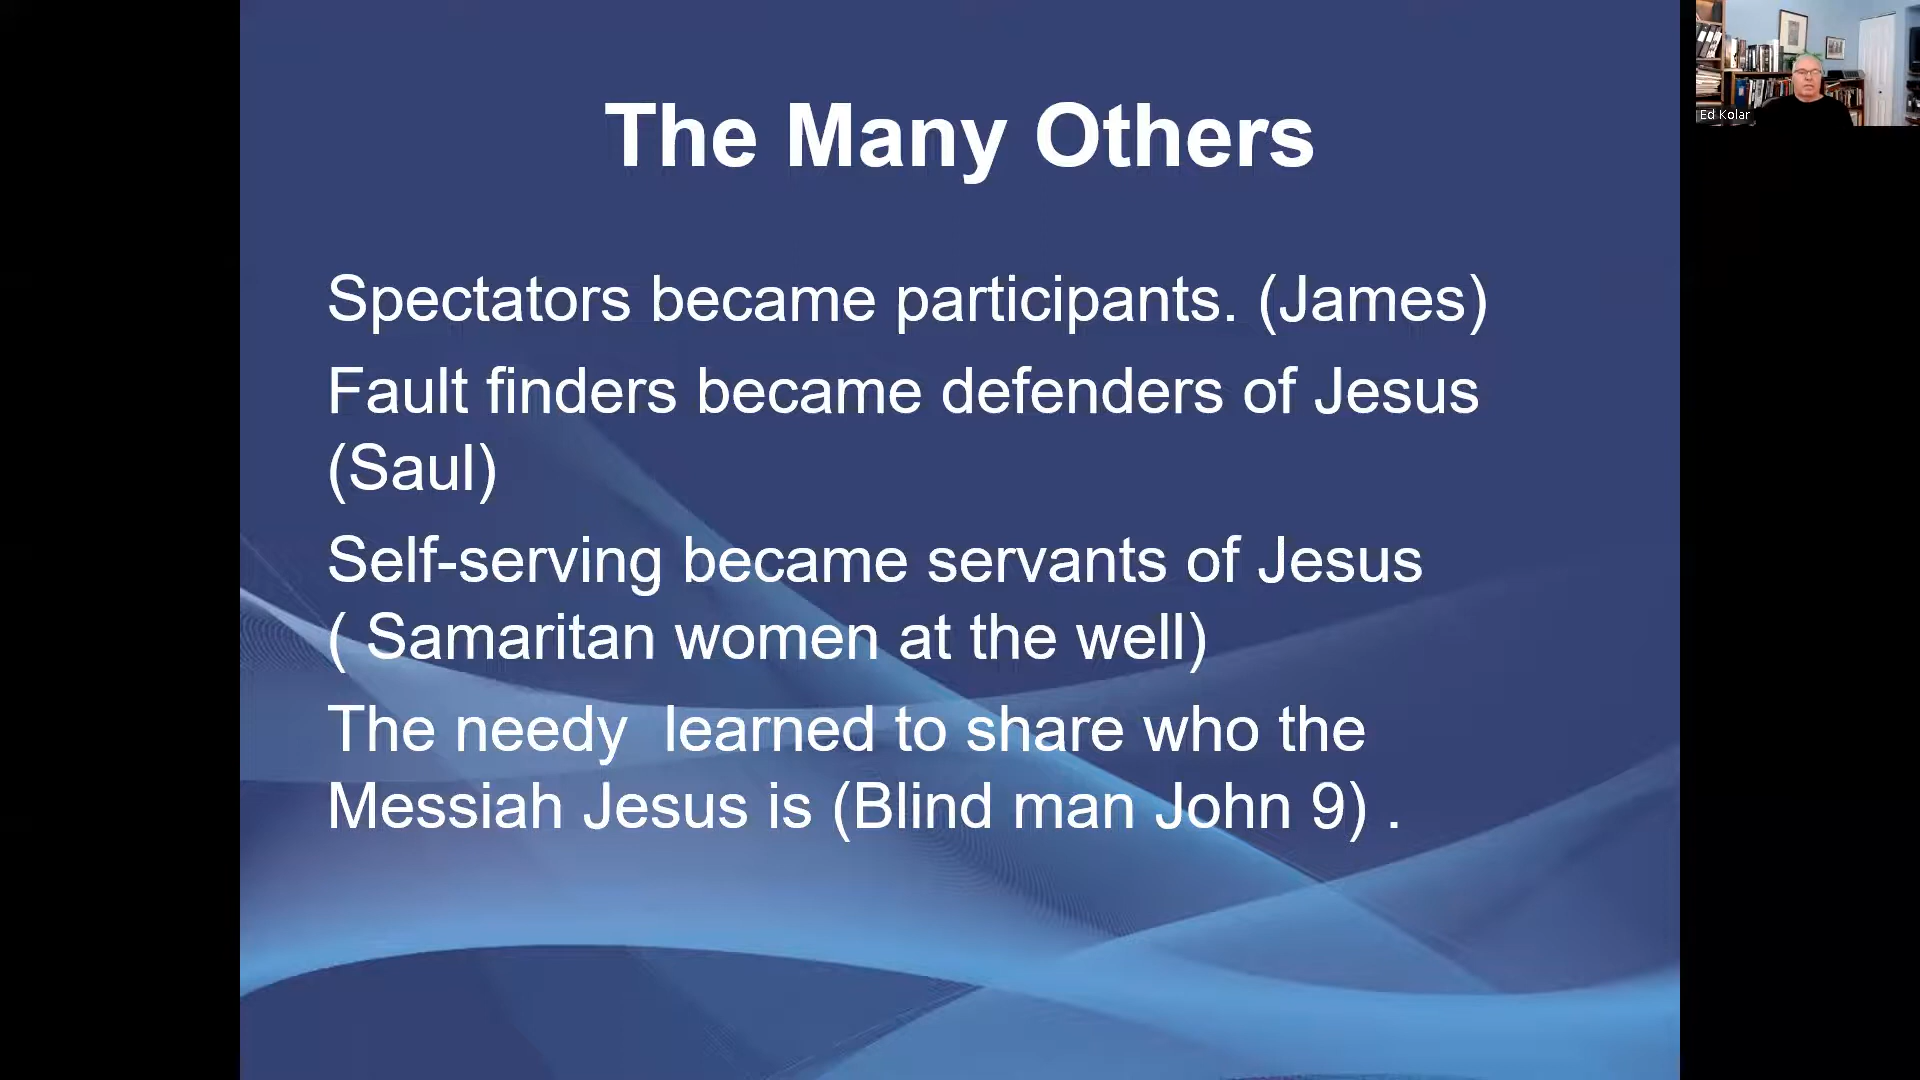 The Many Others
Spectators became participants. (James)
Fault finders became defenders of Jesus
(Saul)
Self-serving became servants of Jesus
( Samaritan women at the well)
The needy  learned to share who the
Messiah Jesus is (Blind man John 9) .
Ed Kolar